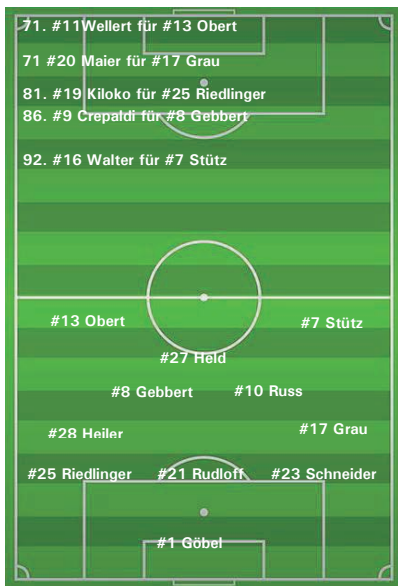 71. #11Wellert für #13 Obert
71 #20 Maier für #17 Grau
81. #19 Kiloko für #25 Riedlinger
86. #9 Crepaldi für #8 Gebbert
92. #16 Walter für #7 Stütz
#13 Obert #7 Stütz
#27 Held
#8 Gebbert #10 Russ
#28 Heiler #17 Grau
#25 Riedlinger #21 Rudloff #23 Schneider
#1 Göbel